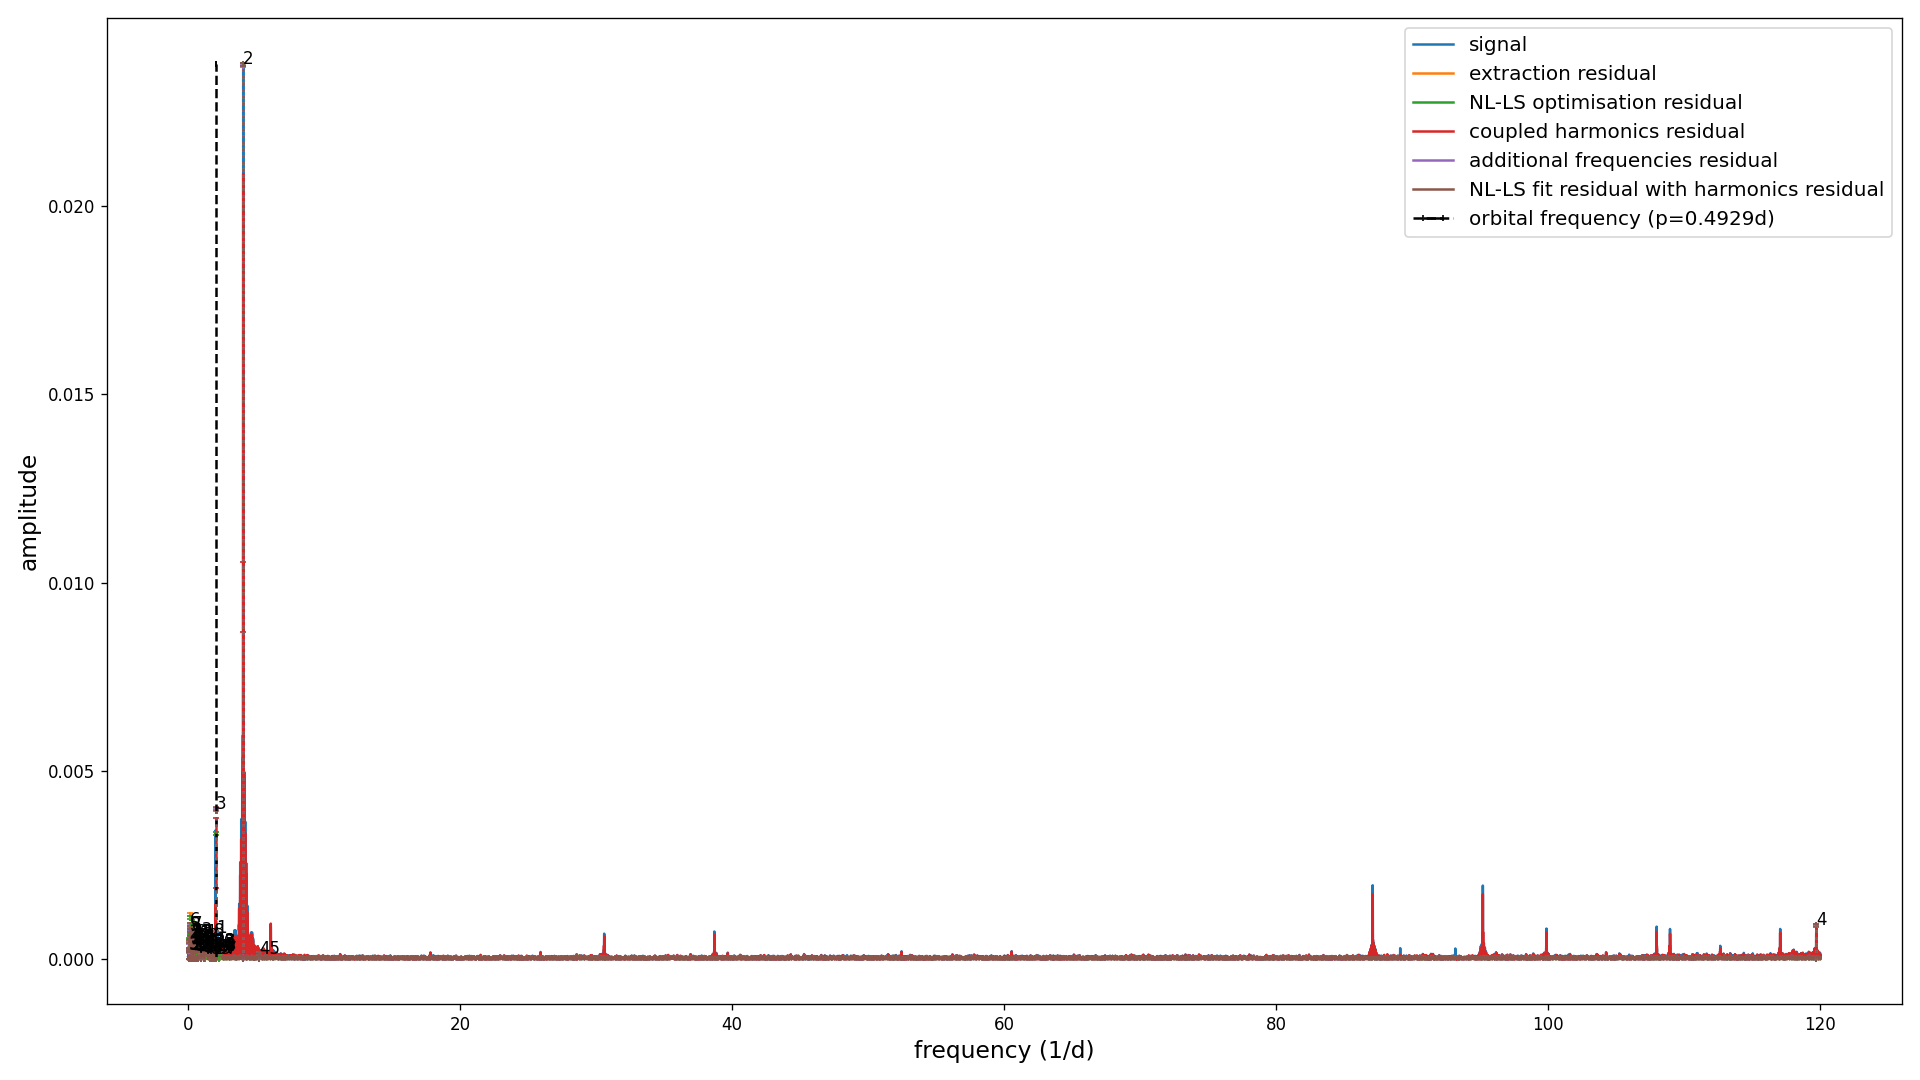 signal
extraction residual
NL-LS optimisation residual
coupled harmonics residual
additional frequencies residual
NL-LS fit residual with harmonics residual
orbital frequency (p=0.4929d)
2
3
4
6
1
45
0.020
0.015
0.010
0.005
0.000
amplitude
0 20 40 60 80 100 120
frequency (1/d)